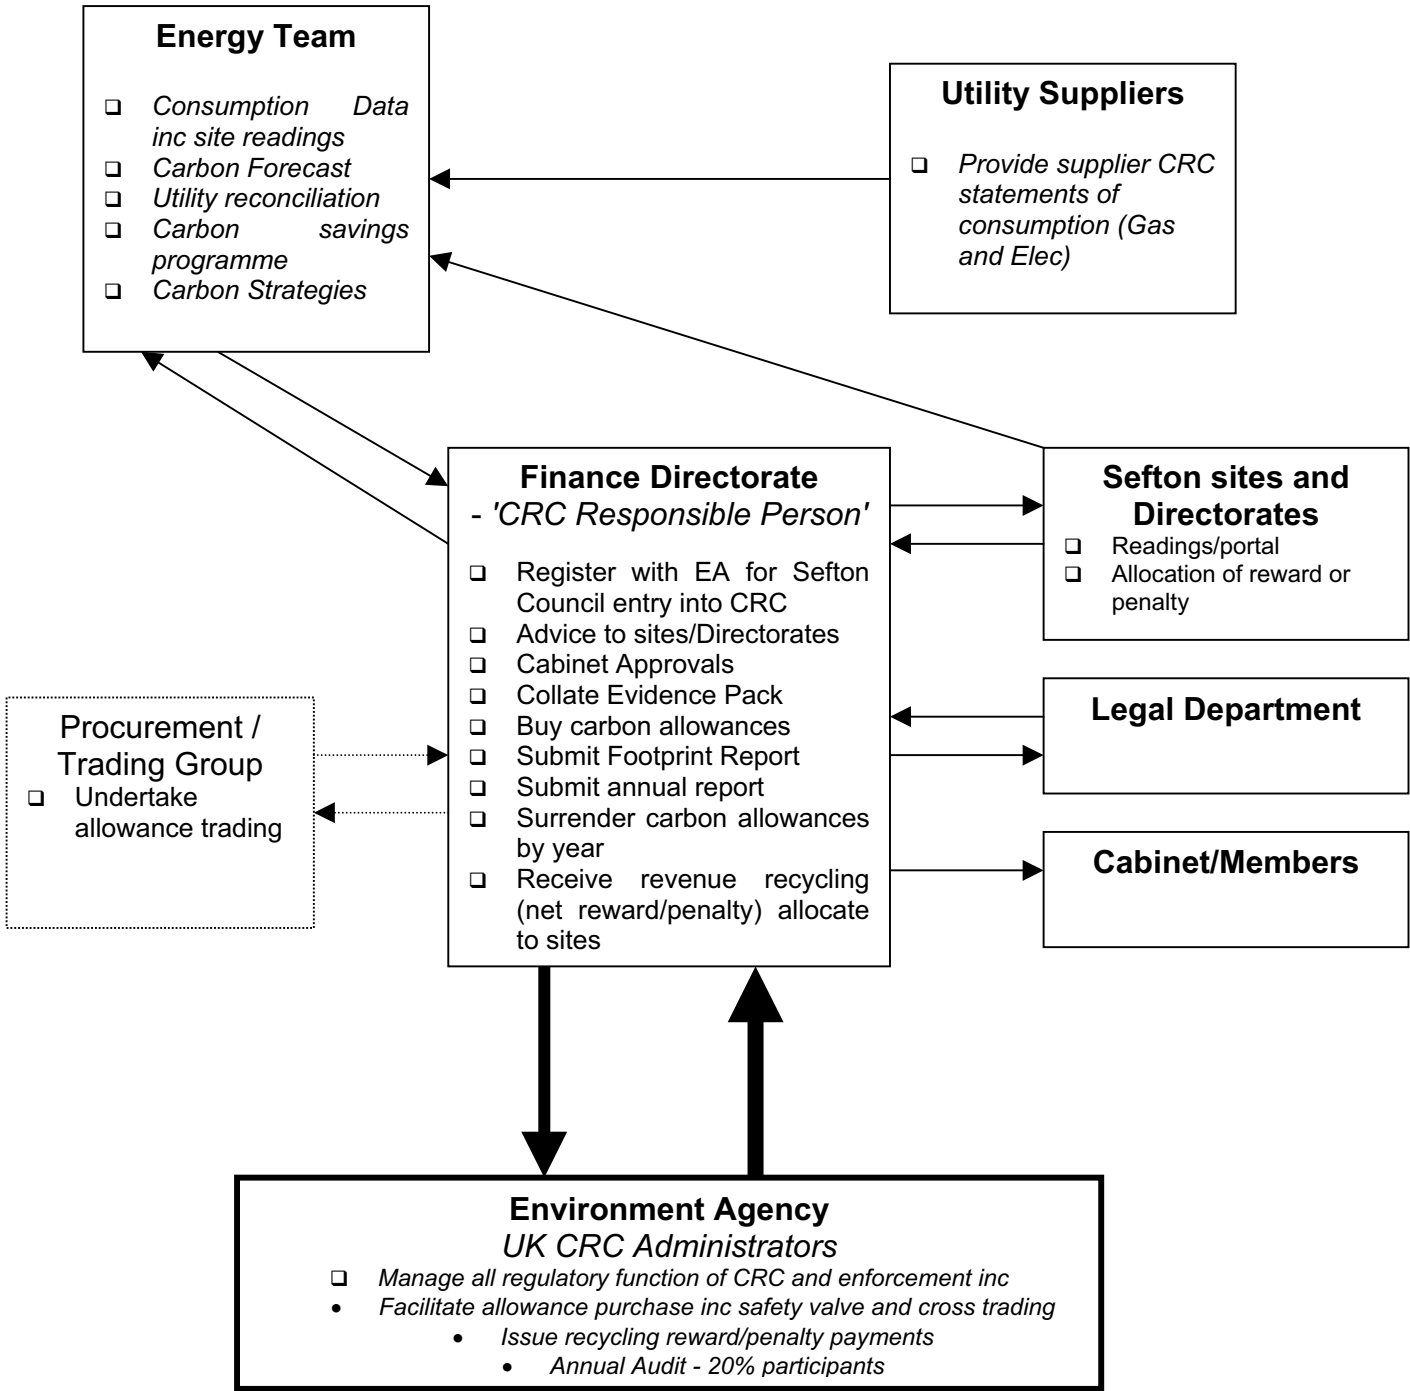 Energy Team
❑ Consumption Data
inc site readings
❑ Carbon Forecast
❑ Utility reconciliation
❑ Carbon savings
programme
❑ Carbon Strategies
Utility Suppliers
❑ Provide supplier CRC
statements of
consumption (Gas
and Elec)
Finance Directorate
- 'CRC Responsible Person'
❑ Register with EA for Sefton
Council entry into CRC
❑ Advice to sites/Directorates
❑ Cabinet Approvals
❑ Collate Evidence Pack
❑ Buy carbon allowances
❑ Submit Footprint Report
❑ Submit annual report
❑ Surrender carbon allowances
by year
❑ Receive revenue recycling
(net reward/penalty) allocate
to sites
Sefton sites and
Directorates
❑ Readings/portal
❑ Allocation of reward or
penalty
Procurement /
Trading Group
❑ Undertake
allowance trading
Legal Department
Cabinet/Members
Environment Agency
UK CRC Administrators
❑ Manage all regulatory function of CRC and enforcement inc
• Facilitate allowance purchase inc safety valve and cross trading
• Issue recycling reward/penalty payments
• Annual Audit - 20% participants